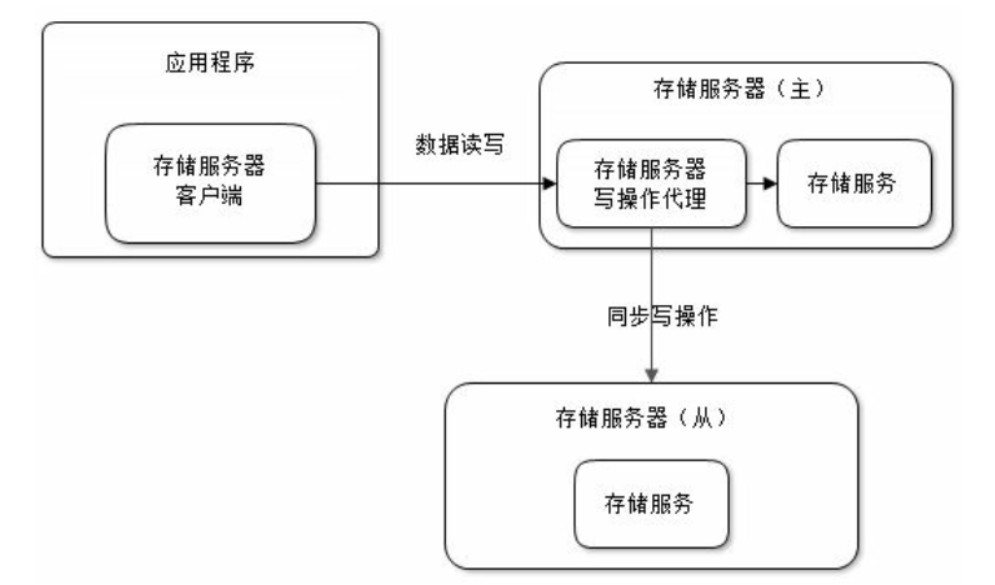 应用程序
存储服务器
客户端
数据读写
存储服务器（主）
存储服务器
写操作代理
存储服务
同步写操作
存储服务器（从）
存储服务